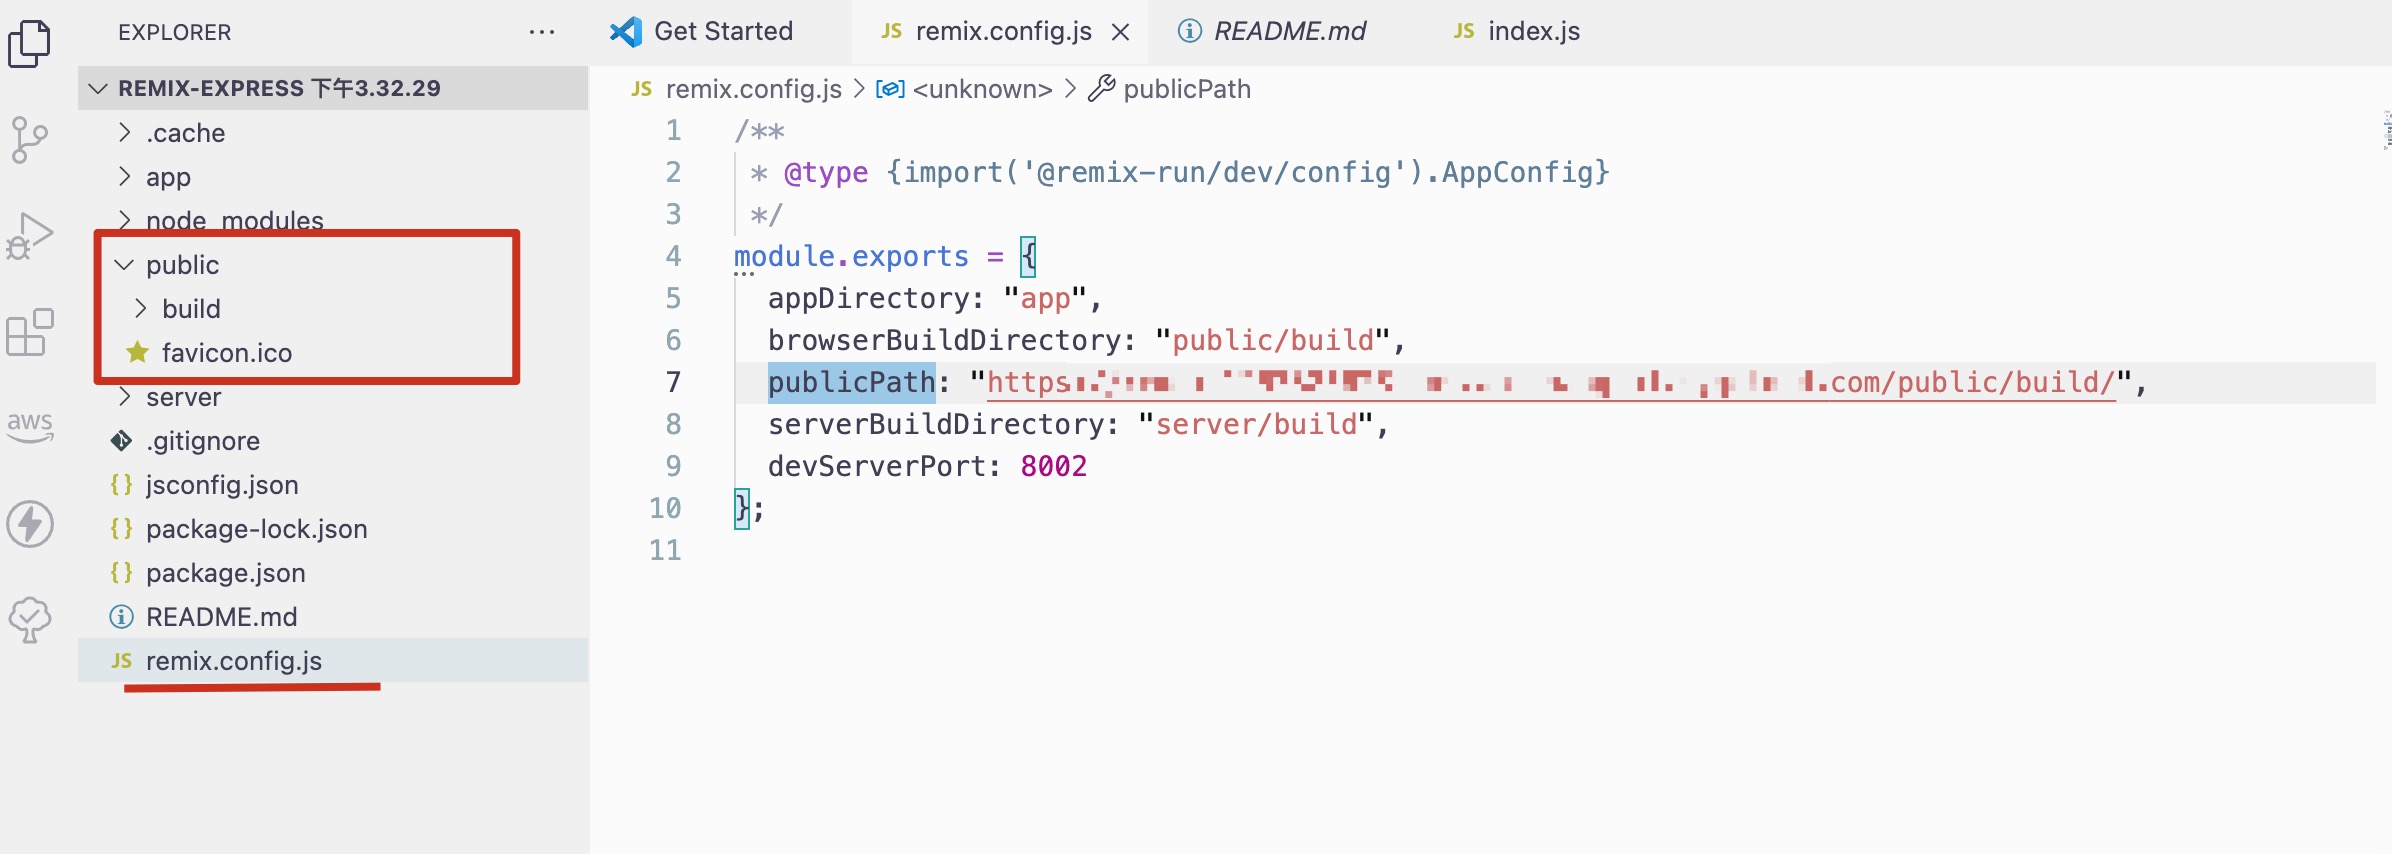 EXPLORER
REMIX-EXPRESS 下午3.32.29
.cache
app
node_modules
public
build
favicon.ico
server
.gitignore
jsconfig.json
package-lock.json
package.json
README.md
JS remix.config.js
aws
Get Started
JS remix.config.js
README.md
JS index.js
JS remix.config.js > <unknown> > publicPath
1 /**
2 * @type {import('@remix-run/dev/config').AppConfig}
3 */
4 module.exports = {
5 appDirectory: "app",
6 browserBuildDirectory: "public/build",
7 publicPath: "https .com/public/build/",
8 serverBuildDirectory: "server/build",
9 devServerPort: 8002
10 };
11